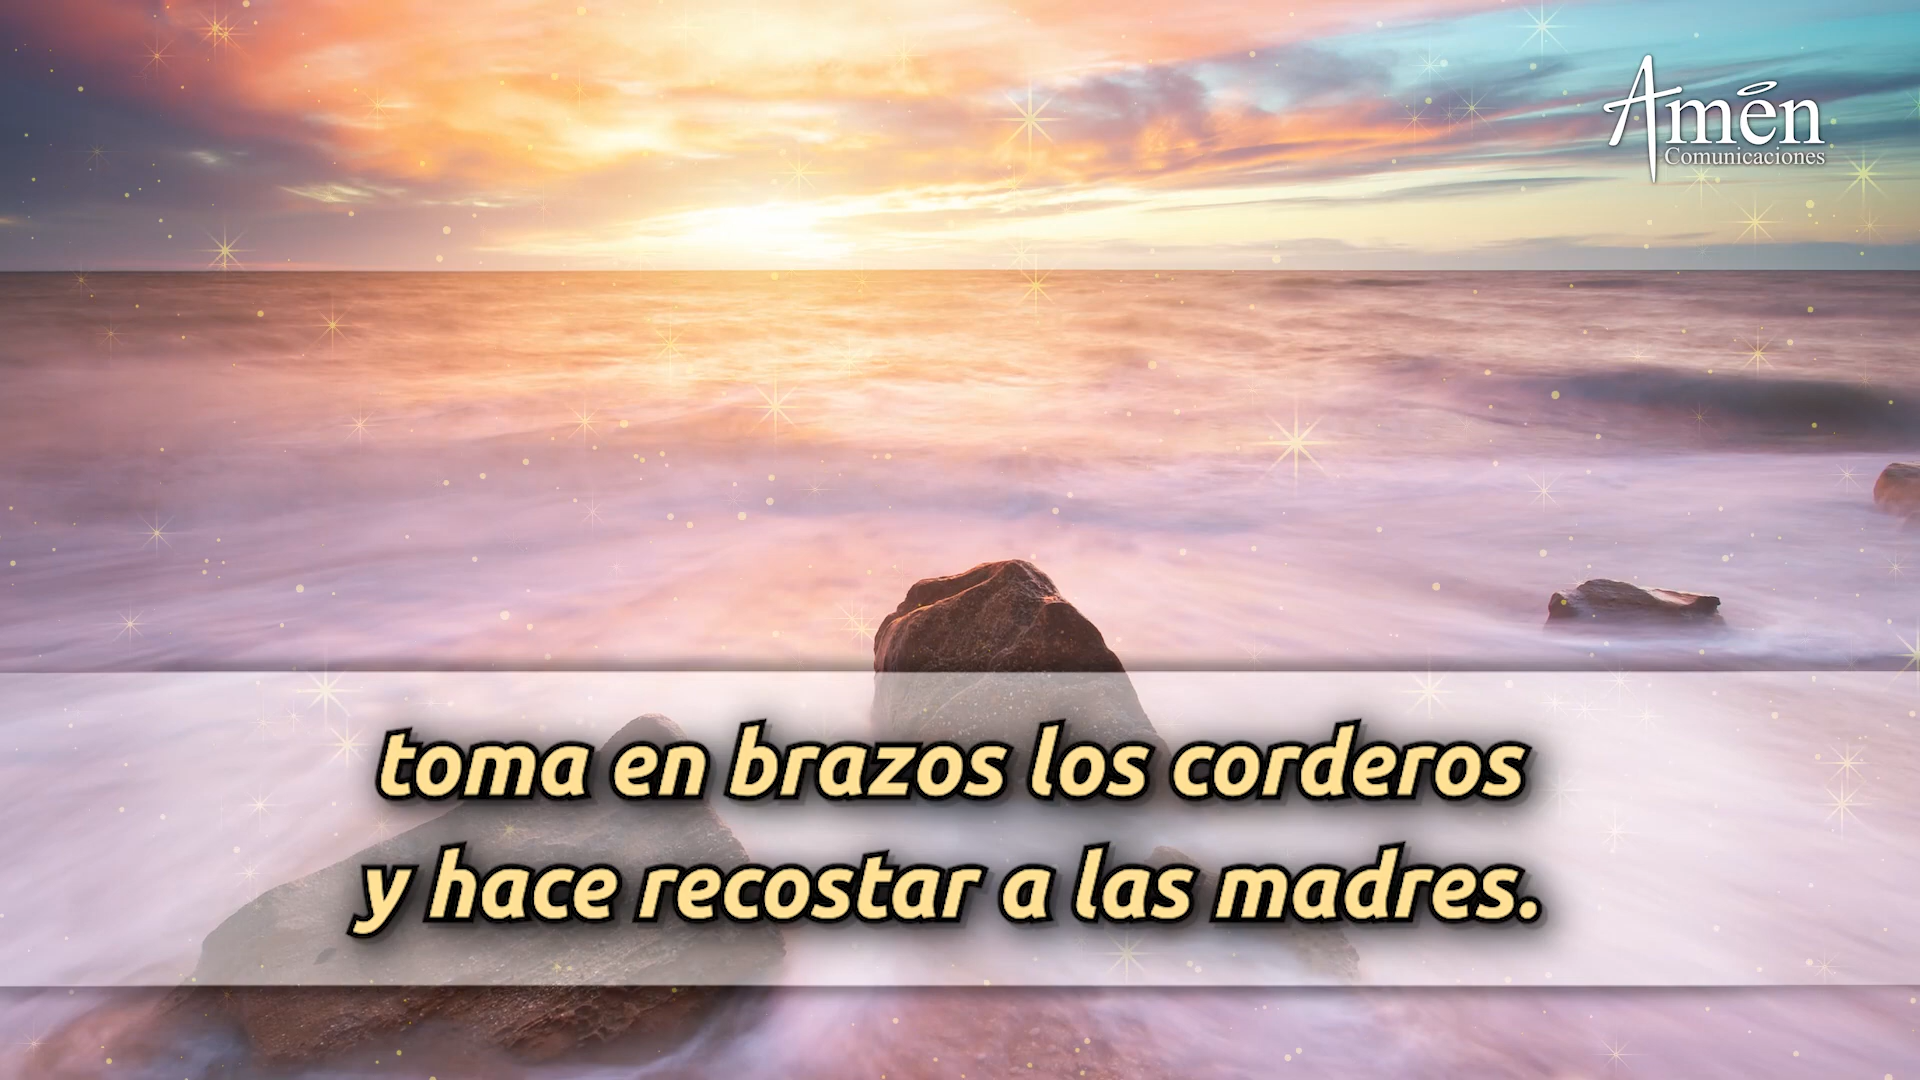 Amén
Comunicaciones
toma en brazos los corderos
y hace recostar a las madres.